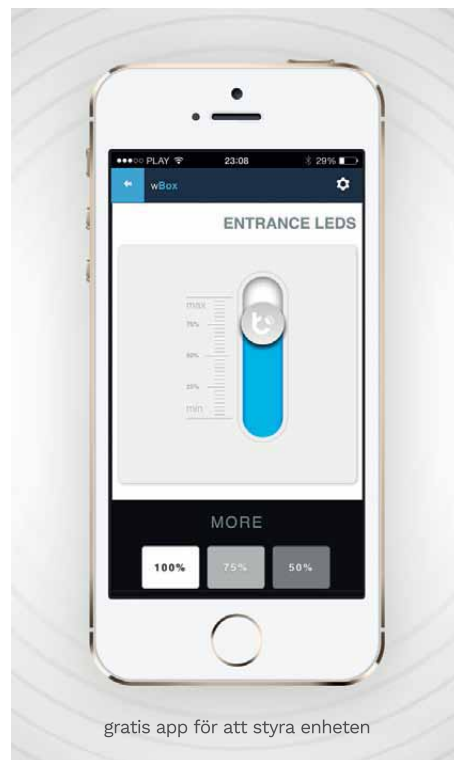 PLAY 23:08 29%
wBox
ENTRANCE LEDS
max
75%
50%
25%
min
MORE
100% 75% 50%
gratis app för att styra enheten